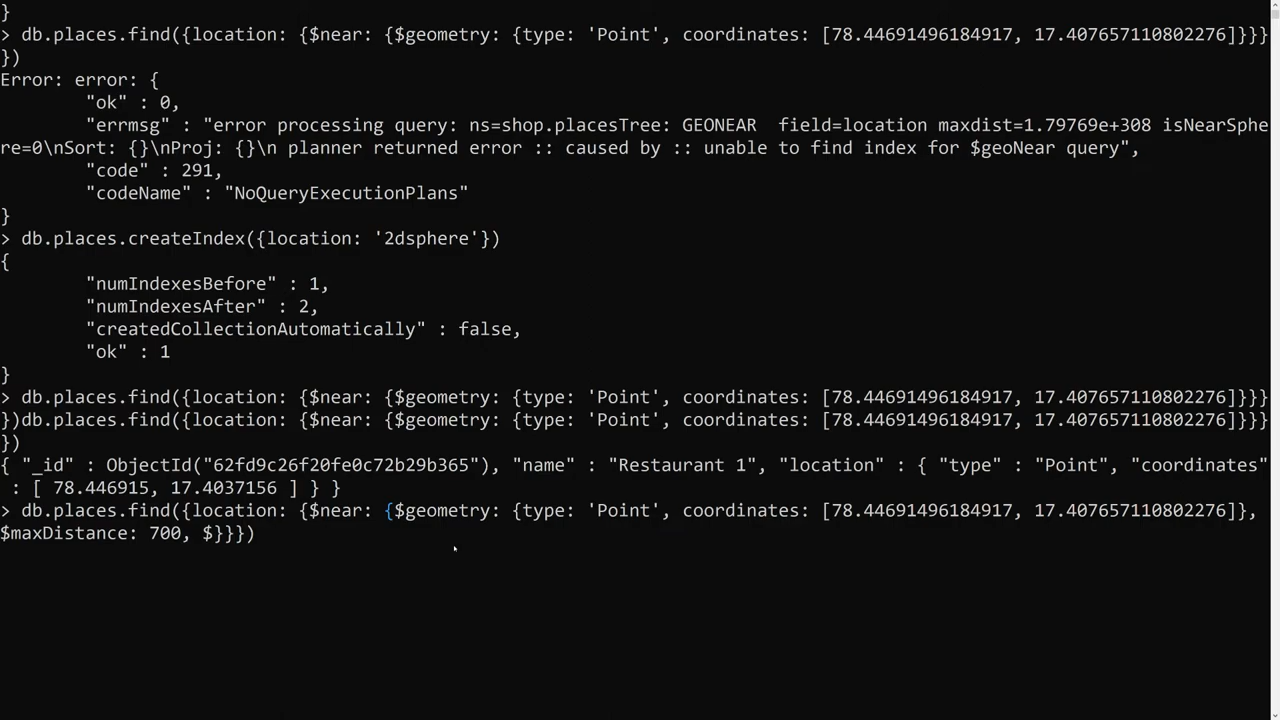 }
> db.places.find({location: {$near: {$geometry: {type: 'Point', coordinates: [78.44691496184917, 17.407657110802276]}}}
})
Error: error: {
        "ok" : 0,
        "errmsg" : "error processing query: ns=shop.placesTree: GEONEAR  field=location maxdist=1.79769e+308 isNearSphe
re=0\nSort: {}\nProj: {}\n planner returned error :: caused by :: unable to find index for $geoNear query",
        "code" : 291,
        "codeName" : "NoQueryExecutionPlans"
}
> db.places.createIndex({location: '2dsphere'})
{
        "numIndexesBefore" : 1,
        "numIndexesAfter" : 2,
        "createdCollectionAutomatically" : false,
        "ok" : 1
}
> db.places.find({location: {$near: {$geometry: {type: 'Point', coordinates: [78.44691496184917, 17.407657110802276]}}}
})db.places.find({location: {$near: {$geometry: {type: 'Point', coordinates: [78.44691496184917, 17.407657110802276]}}}
})
{ "_id" : ObjectId("62fd9c26f20fe0c72b29b365"), "name" : "Restaurant 1", "location" : { "type" : "Point", "coordinates"
 : [ 78.446915, 17.4037156 ] } }
> db.places.find({location: {$near: {$geometry: {type: 'Point', coordinates: [78.44691496184917, 17.407657110802276]},
$maxDistance: 700, $}}})